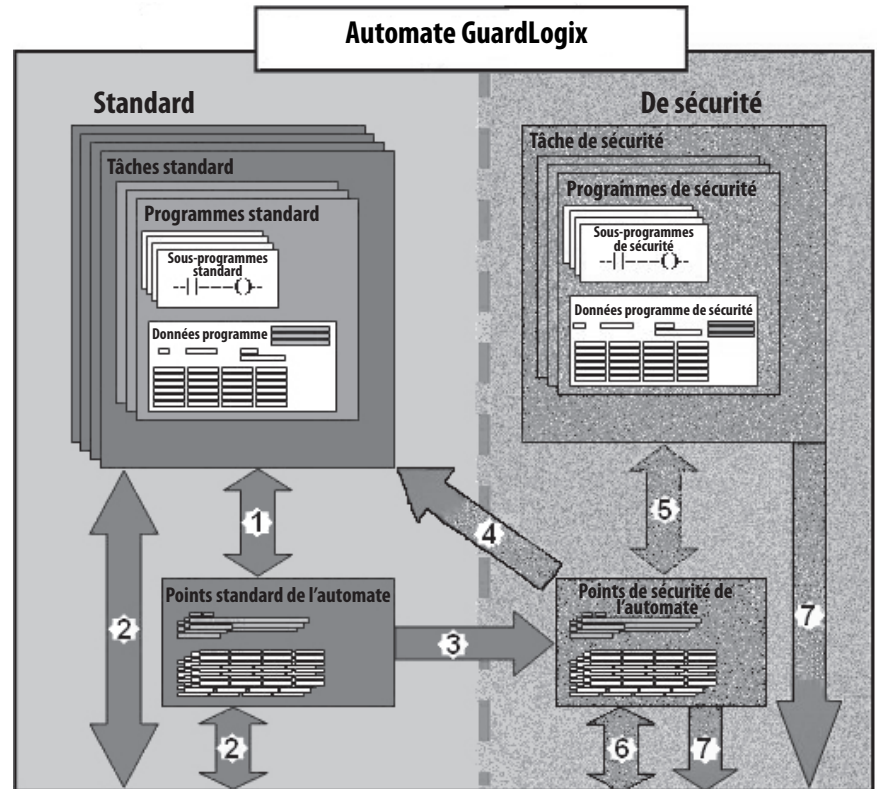 Automate GuardLogix
Standard
De sécurité
Tâches standard
Programmes standard
Sous-programmes
standard
Données programme
Tâche de sécurité
Programmes de sécurité
Sous-programmes
de sécurité
Données programme de sécurité
1
2
4
5
7
Points standard de l'automate
3
Points de sécurité de
l'automate
2
6
7